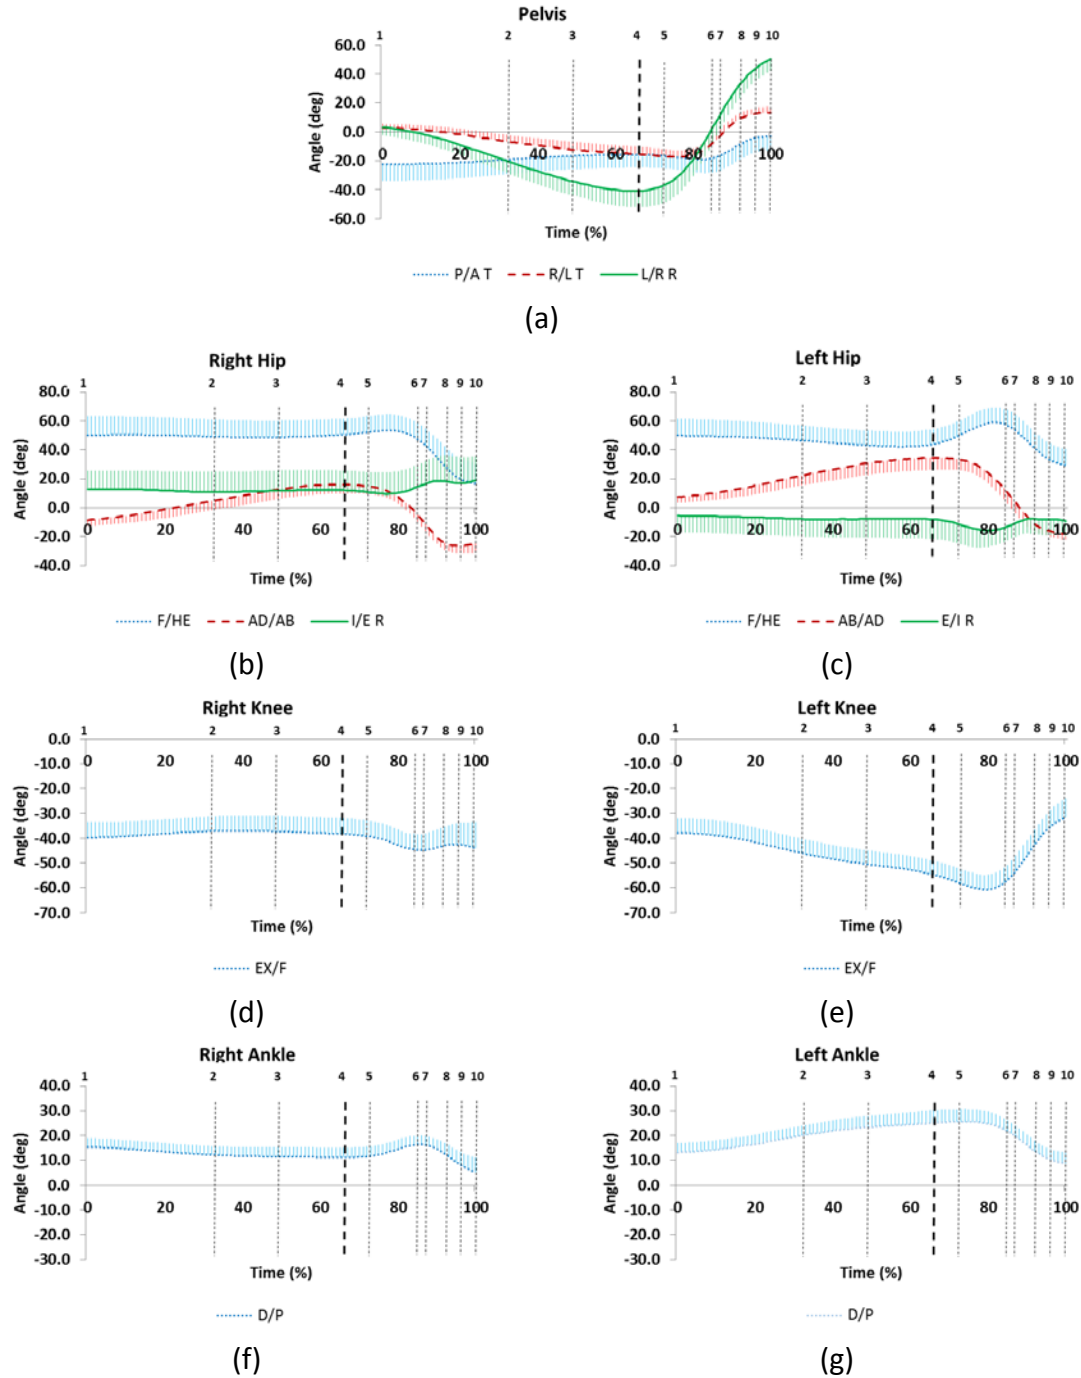 Pelvis
1 2 3 4 5 6 7 8 9 10
60.0
40.0
20.0
0.0
-20.0
-40.0
-60.0
Angle (deg)
0 20 40 60 80 100
Time (%)
P/A T R/L T L/R R
(a)
Right Hip
1 2 3 4 5 6 7 8 9 10
80.0
60.0
40.0
20.0
0.0
-20.0
-40.0
Angle (deg)
0 20 40 60 80 100
Time (%)
F/HE AD/AB I/E R
(b)
Left Hip
1 2 3 4 5 6 7 8 9 10
80.0
60.0
40.0
20.0
0.0
-20.0
-40.0
Angle (deg)
0 20 40 60 80 100
Time (%)
F/HE AB/AD E/I R
(c)
Right Knee
1 2 3 4 5 6 7 8 9 10
0.0
-10.0
-20.0
-30.0
-40.0
-50.0
-60.0
-70.0
Angle (deg)
0 20 40 60 80 100
Time (%)
EX/F
(d)
Left Knee
1 2 3 4 5 6 7 8 9 10
0.0
-10.0
-20.0
-30.0
-40.0
-50.0
-60.0
-70.0
Angle (deg)
0 20 40 60 80 100
Time (%)
EX/F
(e)
Right Ankle
1 2 3 4 5 6 7 8 9 10
40.0
30.0
20.0
10.0
0.0
-10.0
-20.0
-30.0
Angle (deg)
0 20 40 60 80 100
Time (%)
D/P
(f)
Left Ankle
1 2 3 4 5 6 7 8 9 10
40.0
30.0
20.0
10.0
0.0
-10.0
-20.0
-30.0
Angle (deg)
0 20 40 60 80 100
Time (%)
D/P
(g)